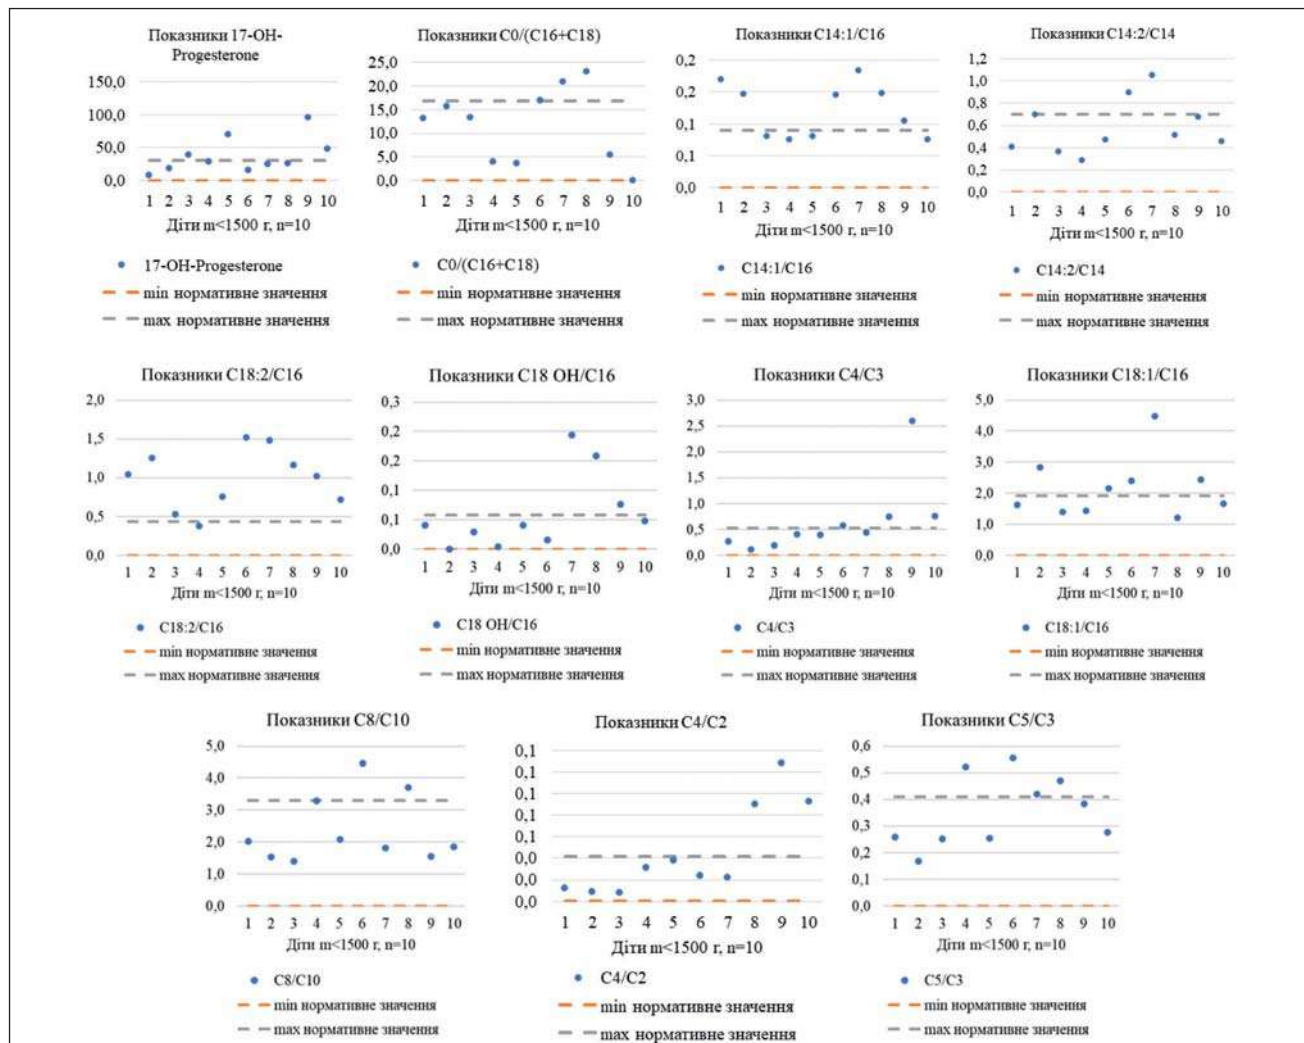 Показники 17-OH-
Progesterone
150,0
100,0
50,0
0,0
1 2 3 4 5 6 7 8 9 10
Діти m<1500 г, n=10
17-OH-Progesterone
min нормативне значення
max нормативне значення
Показники C0/(C16+C18)
25,0
20,0
15,0
10,0
5,0
0,0
1 2 3 4 5 6 7 8 9 10
Діти m<1500 г, n=10
C0/(C16+C18)
min нормативне значення
max нормативне значення
Показники C14:1/C16
0,2
0,2
0,1
0,1
0,0
1 2 3 4 5 6 7 8 9 10
Діти m<1500 г, n=10
C14:1/C16
min нормативне значення
max нормативне значення
Показники C14:2/C14
1,2
1,0
0,8
0,6
0,4
0,2
0,0
1 2 3 4 5 6 7 8 9 10
Діти m<1500 г, n=10
C14:2/C14
min нормативне значення
max нормативне значення
Показники C18:2/C16
2,0
1,5
1,0
0,5
0,0
1 2 3 4 5 6 7 8 9 10
Діти m<1500 г, n=10
C18:2/C16
min нормативне значення
max нормативне значення
Показники C18 OH/C16
0,3
0,2
0,2
0,1
0,1
0,0
1 2 3 4 5 6 7 8 9 10
Діти m<1500 г, n=10
C18 OH/C16
min нормативне значення
max нормативне значення
Показники C4/C3
3,0
2,5
2,0
1,5
1,0
0,5
0,0
1 2 3 4 5 6 7 8 9 10
Діти m<1500 г, n=10
C4/C3
min нормативне значення
max нормативне значення
Показники C18:1/C16
5,0
4,0
3,0
2,0
1,0
0,0
1 2 3 4 5 6 7 8 9 10
Діти m<1500 г, n=10
C18:1/C16
min нормативне значення
max нормативне значення
Показники C8/C10
5,0
4,0
3,0
2,0
1,0
0,0
1 2 3 4 5 6 7 8 9 10
Діти m<1500 г, n=10
C8/C10
min нормативне значення
max нормативне значення
Показники C4/C2
0,1
0,1
0,1
0,1
0,1
0,0
0,0
0,0
1 2 3 4 5 6 7 8 9 10
Діти m<1500 г, n=10
C4/C2
min нормативне значення
max нормативне значення
Показники C5/C3
0,6
0,5
0,4
0,3
0,2
0,1
0,0
1 2 3 4 5 6 7 8 9 10
Діти m<1500 г, n=10
C5/C3
min нормативне значення
max нормативне значення